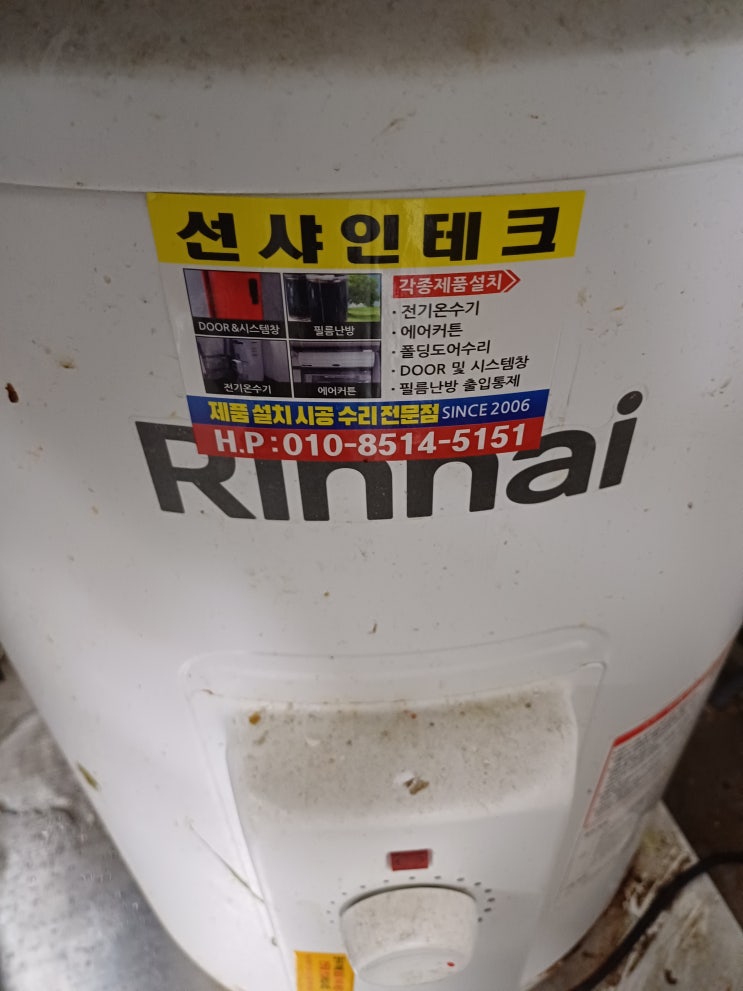 선샤인테크
각종제품설치
· 전기온수기
· 에어커튼
· 폴딩도어수리
· DOOR 및 시스템창
· 필름난방 출입통제
DOOR&시스템창
필름난방
전기온수기
에어커튼
제품 설치 시공 수리 전문점 SINCE 2006
H.P : 010-8514-5151
Rinnai